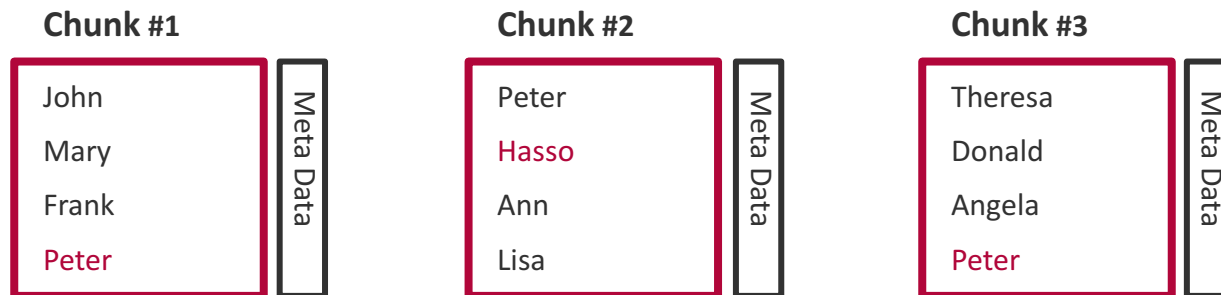 Chunk #1
John
Mary
Frank
Peter
Meta Data
Chunk #2
Peter
Hasso
Ann
Lisa
Meta Data
Chunk #3
Theresa
Donald
Angela
Peter
Meta Data